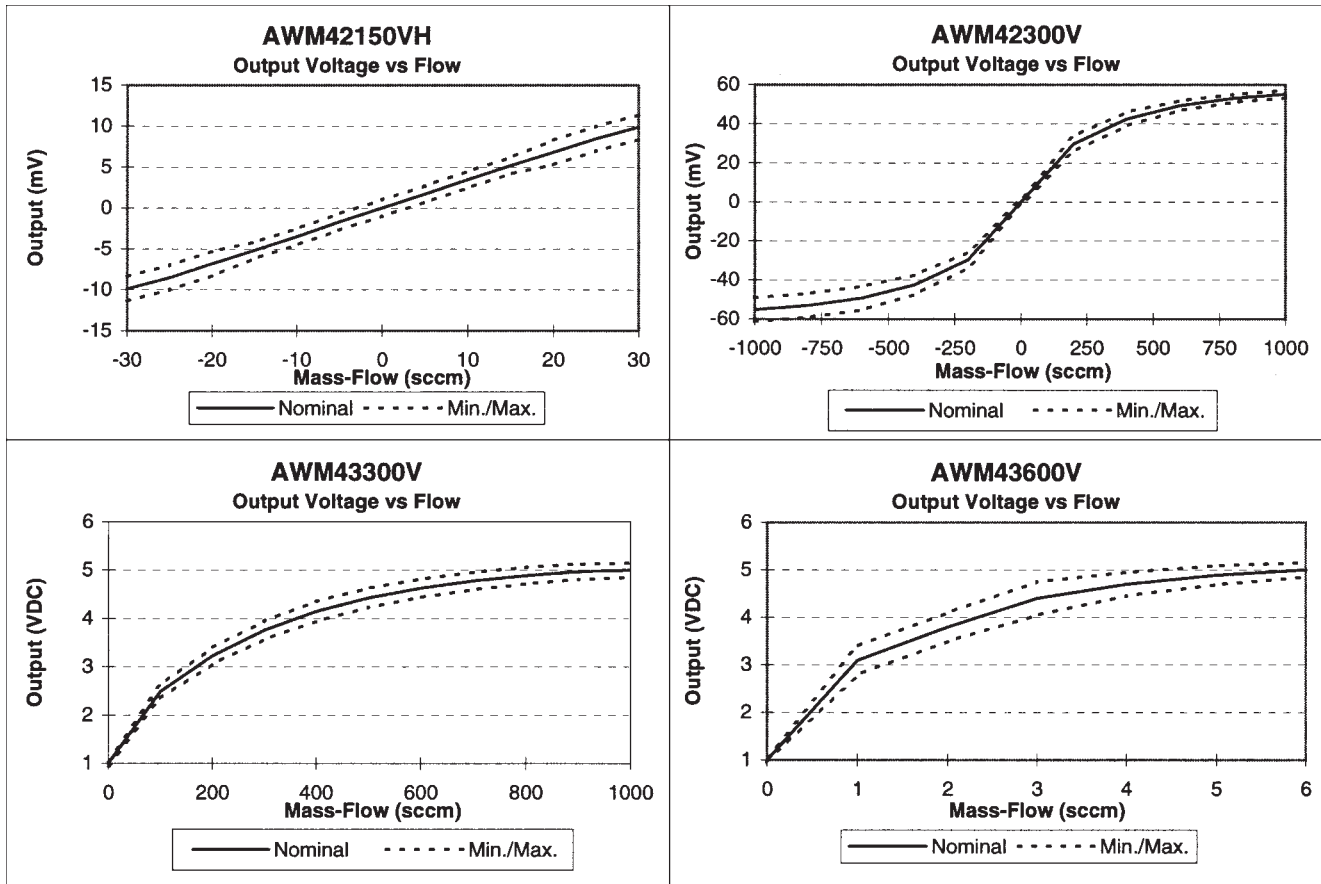 AWM42150VH
Output Voltage vs Flow
15
10
5
0
-5
-10
-15
Output (mV)
-30 -20 -10 0 10 20 30
Mass-Flow (sccm)
Nominal Min./Max.
AWM42300V
Output Voltage vs Flow
60
40
20
0
-20
-40
-60
Output (mV)
-1000 -750 -500 -250 0 250 500 750 1000
Mass-Flow (sccm)
Nominal Min./Max.
AWM43300V
Output Voltage vs Flow
6
5
4
3
2
1
Output (VDC)
0 200 400 600 800 1000
Mass-Flow (sccm)
Nominal Min./Max.
AWM43600V
Output Voltage vs Flow
6
5
4
3
2
1
Output (VDC)
0 1 2 3 4 5 6
Mass-Flow (sccm)
Nominal Min./Max.